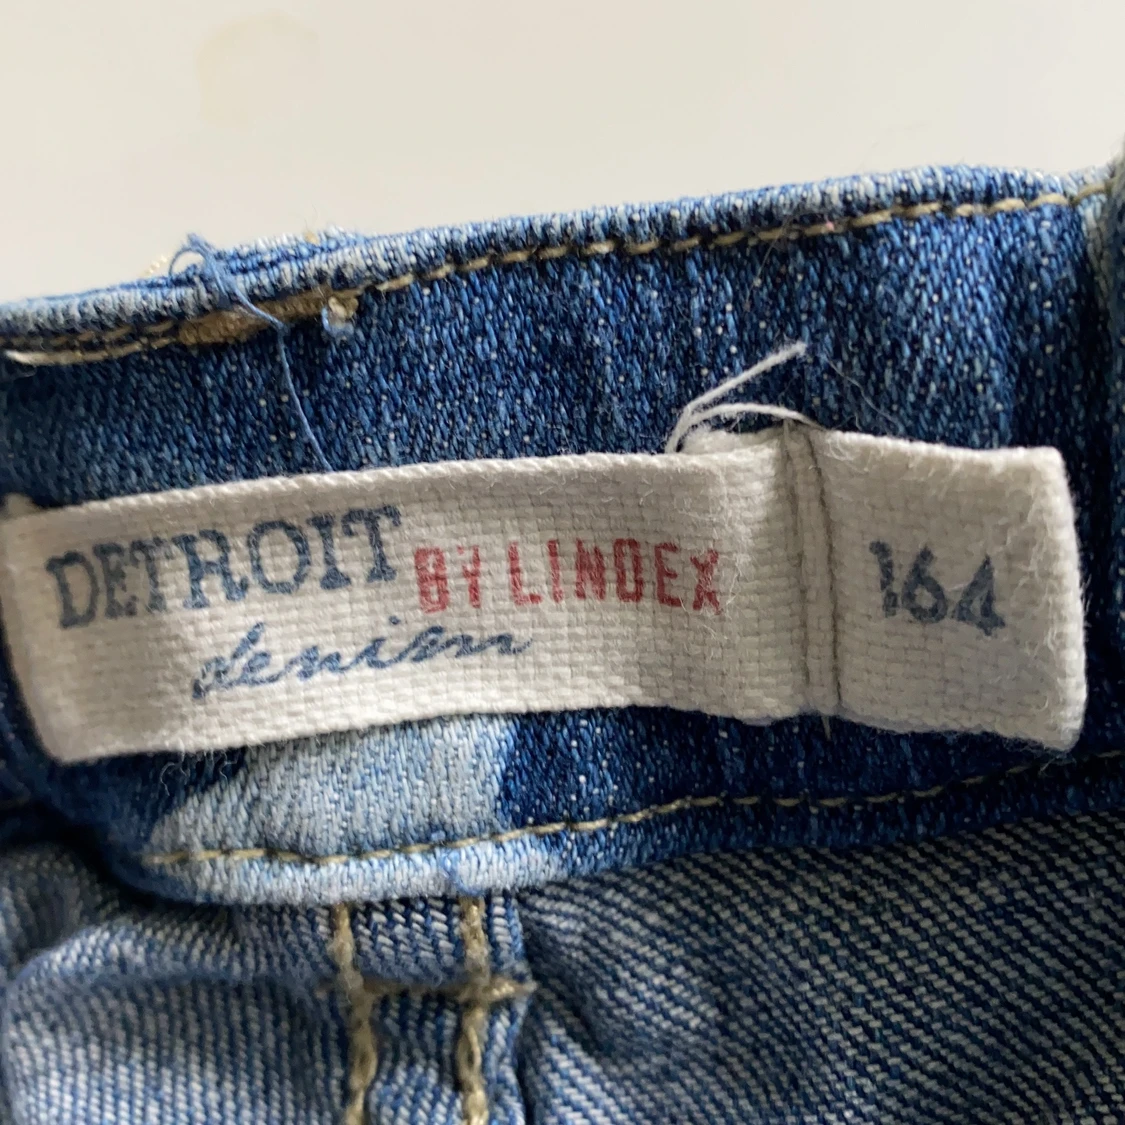 DETROIT BY LINDEX
denim
164